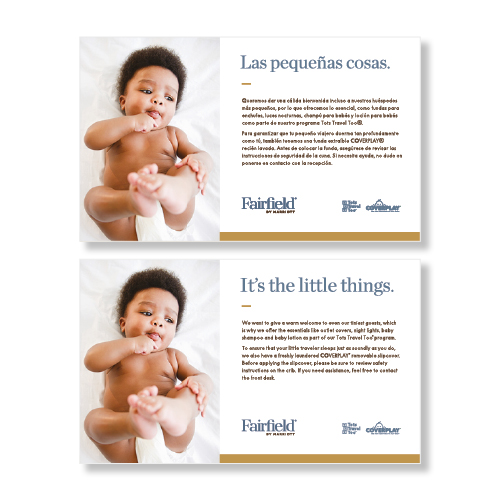 Las pequeñas cosas.
Queremos dar una cálida bienvenida incluso a nuestros huéspedes
más pequeños, por lo que ofrecemos lo esencial, como fundas para
enchufes, luces nocturnas, champú para bebés y loción para bebés
como parte de nuestro programa Tots Travel Too®.
Para garantizar que tu pequeño viajero duerma tan profundamente
como tú, también tenemos una funda extraíble COVERPLAY®
recién lavada. Antes de colocar la funda, asegúrese de revisar las
instrucciones de seguridad de la cuna. Si necesita ayuda, no dude en
ponerse en contacto con la recepción.
Fairfield®
BY MARRIOTT
Tots
Travel
Too
COVERPLAY
It's the little things.
We want to give a warm welcome to even our tiniest guests, which
is why we offer the essentials like outlet covers, night lights, baby
shampoo and baby lotion as part of our Tots Travel Too® program.
To ensure that your little traveler sleeps just as soundly as you do,
we also have a freshly laundered COVERPLAY® removable slipcover.
Before applying the slipcover, please be sure to review safety
instructions on the crib. If you need assistance, feel free to contact
the front desk.
Fairfield®
BY MARRIOTT
Tots
Travel
Too
COVERPLAY